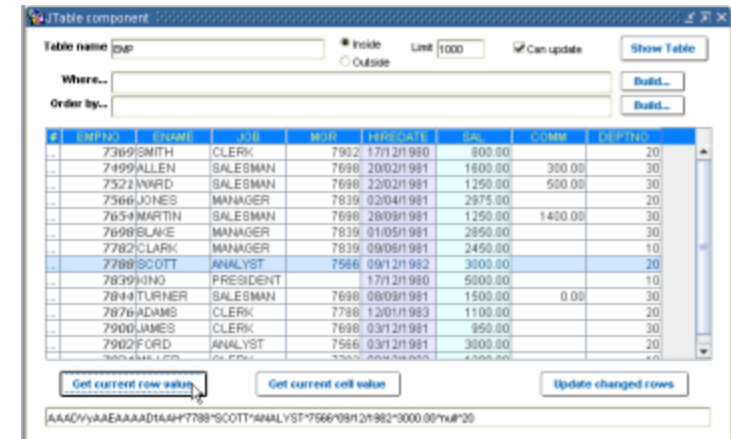 JTable component
Table name EMP Inside Outside Limit 1000 Can update Show Table
Where... Build...
Order by... Build...
# EMPNO ENAME JOB MGR HIREDATE SAL COMM DEPTNO
... 7369 SMITH CLERK 7902 17/12/1980 800.00 20
... 7499 ALLEN SALESMAN 7698 20/02/1981 1600.00 300.00 30
... 7521 WARD SALESMAN 7698 22/02/1981 1250.00 500.00 30
... 7566 JONES MANAGER 7839 02/04/1981 2975.00 20
... 7654 MARTIN SALESMAN 7698 28/09/1981 1250.00 1400.00 30
... 7698 BLAKE MANAGER 7839 01/05/1981 2850.00 30
... 7782 CLARK MANAGER 7839 09/06/1981 2450.00 10
... 7788 SCOTT ANALYST 7566 09/12/1982 3000.00 20
... 7839 KING PRESIDENT 17/12/1980 5000.00 10
... 7844 TURNER SALESMAN 7698 08/09/1981 1500.00 0.00 30
... 7876 ADAMS CLERK 7788 12/01/1983 1100.00 20
... 7900 JAMES CLERK 7698 03/12/1981 950.00 30
... 7902 FORD ANALYST 7566 03/12/1981 3000.00 20
Get current row value Get current cell value Update changed rows
AAADVyAAEAAAADtAAH^7788^SCOTT^ANALYST^7566^09/12/1982^3000.00^null^20